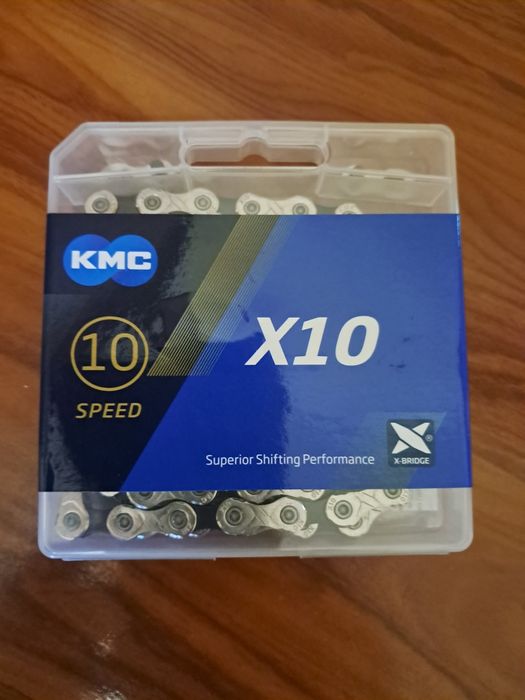 KMC
10
SPEED
X10
Superior Shifting Performance
X-BRIDGE